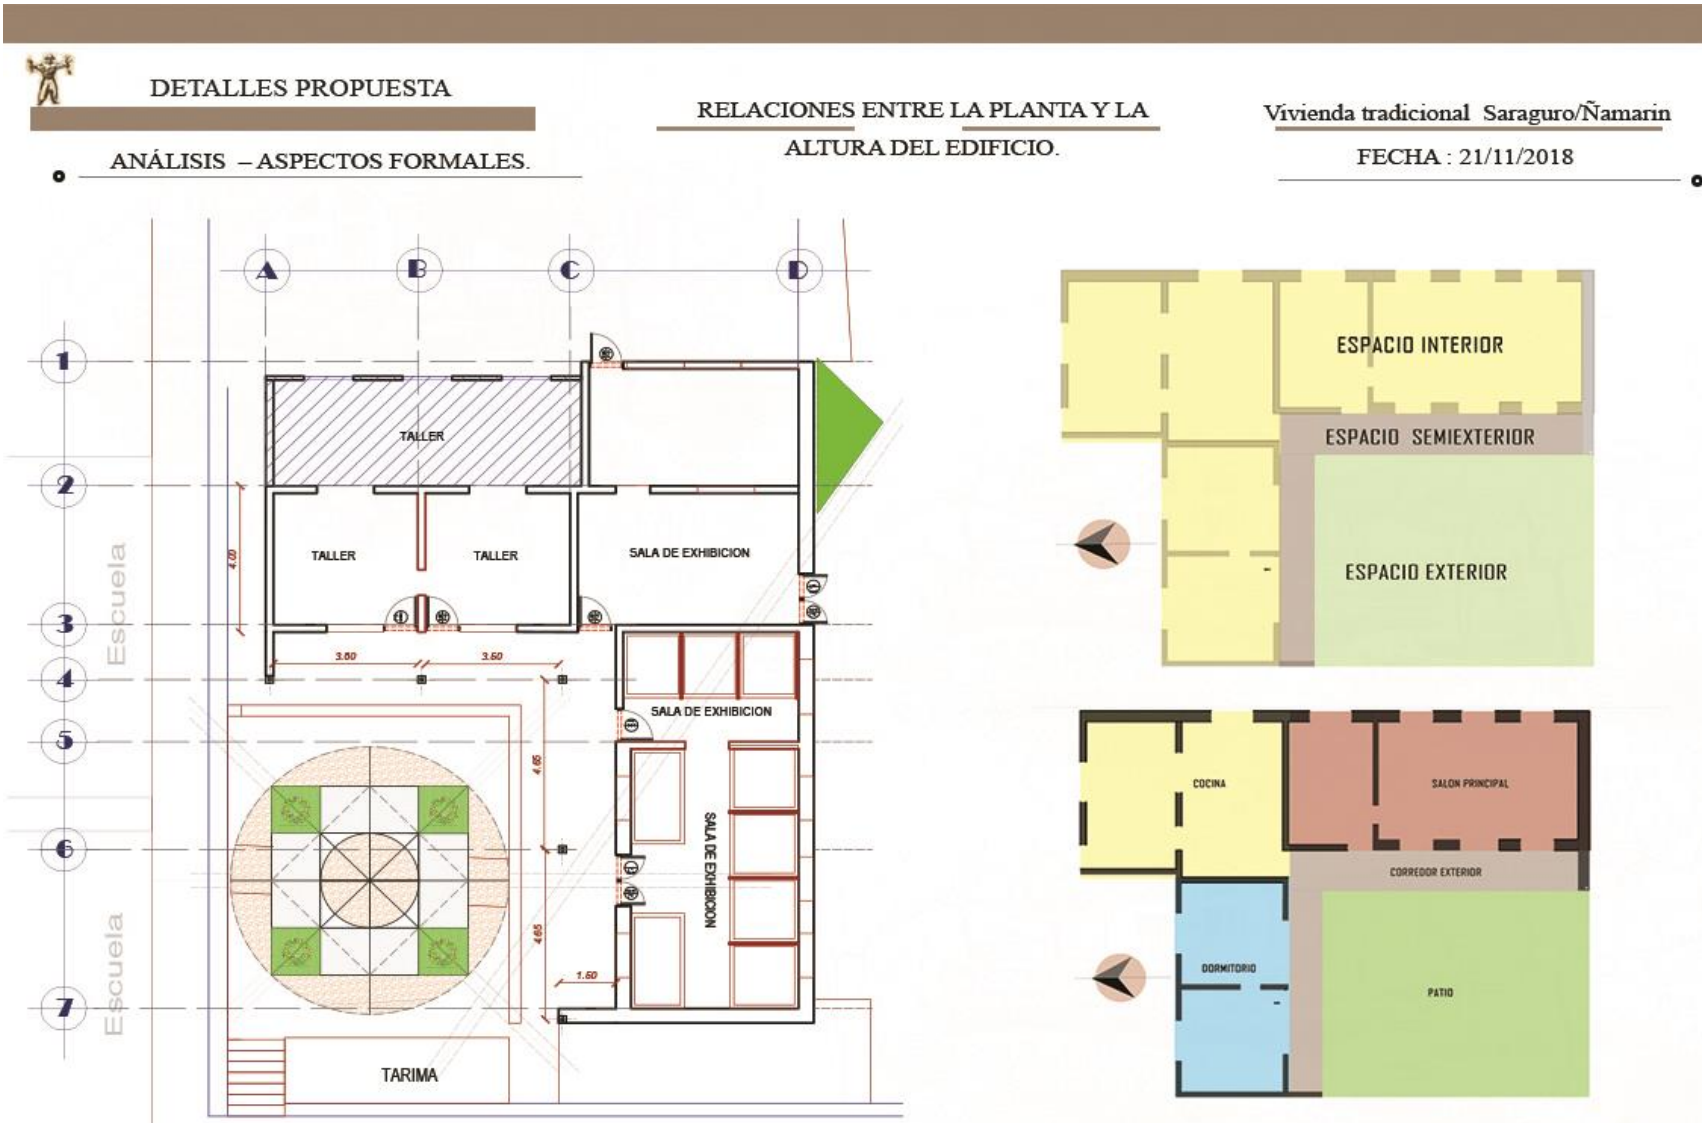 DETALLES PROPUESTA
ANÁLISIS – ASPECTOS FORMALES.
RELACIONES ENTRE LA PLANTA Y LA
ALTURA DEL EDIFICIO.
Vivienda tradicional Saraguro/Ñamarin
FECHA : 21/11/2018
A
B
C
D
1
2
3
4
5
6
7
Escuela
Escuela
TALLER
TALLER
TALLER
SALA DE EXHIBICION
SALA DE EXHIBICION
SALA DE EXHIBICION
4.00
3.60
3.50
4.65
4.65
1.50
TARIMA
ESPACIO INTERIOR
ESPACIO SEMIEXTERIOR
ESPACIO EXTERIOR
COCINA
SALON PRINCIPAL
CORREDOR EXTERIOR
DORMITORIO
PATIO